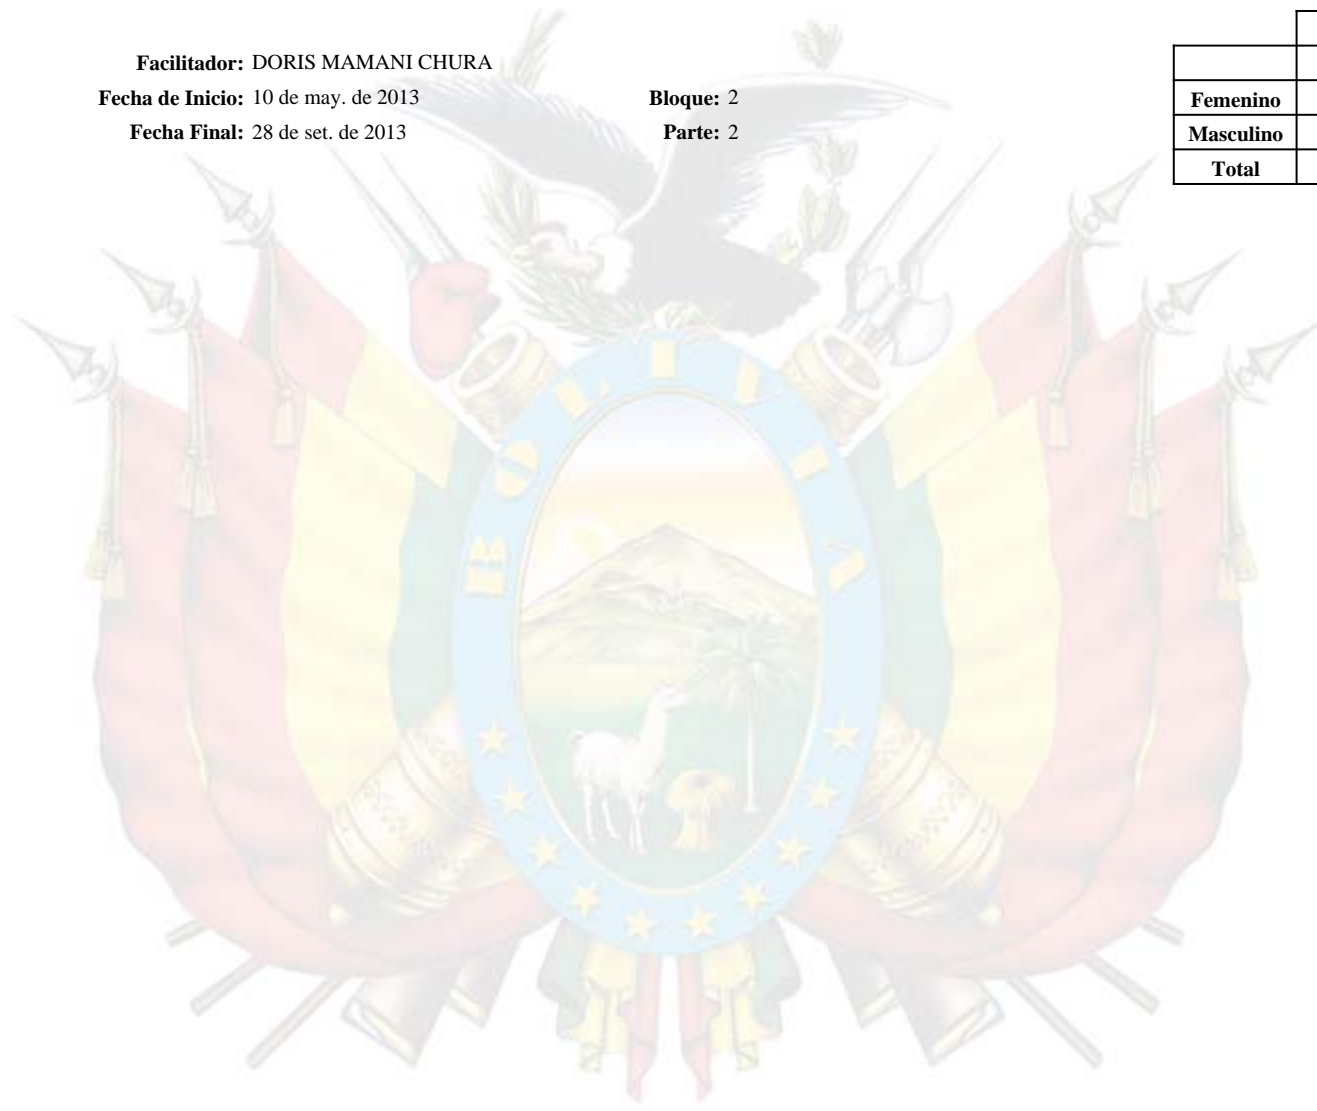 Facilitador: DORIS MAMANI CHURA
Fecha de Inicio: 10 de may. de 2013 Bloque: 2
Fecha Final: 28 de set. de 2013 Parte: 2
Femenino
Masculino
Total
BOLIVIA